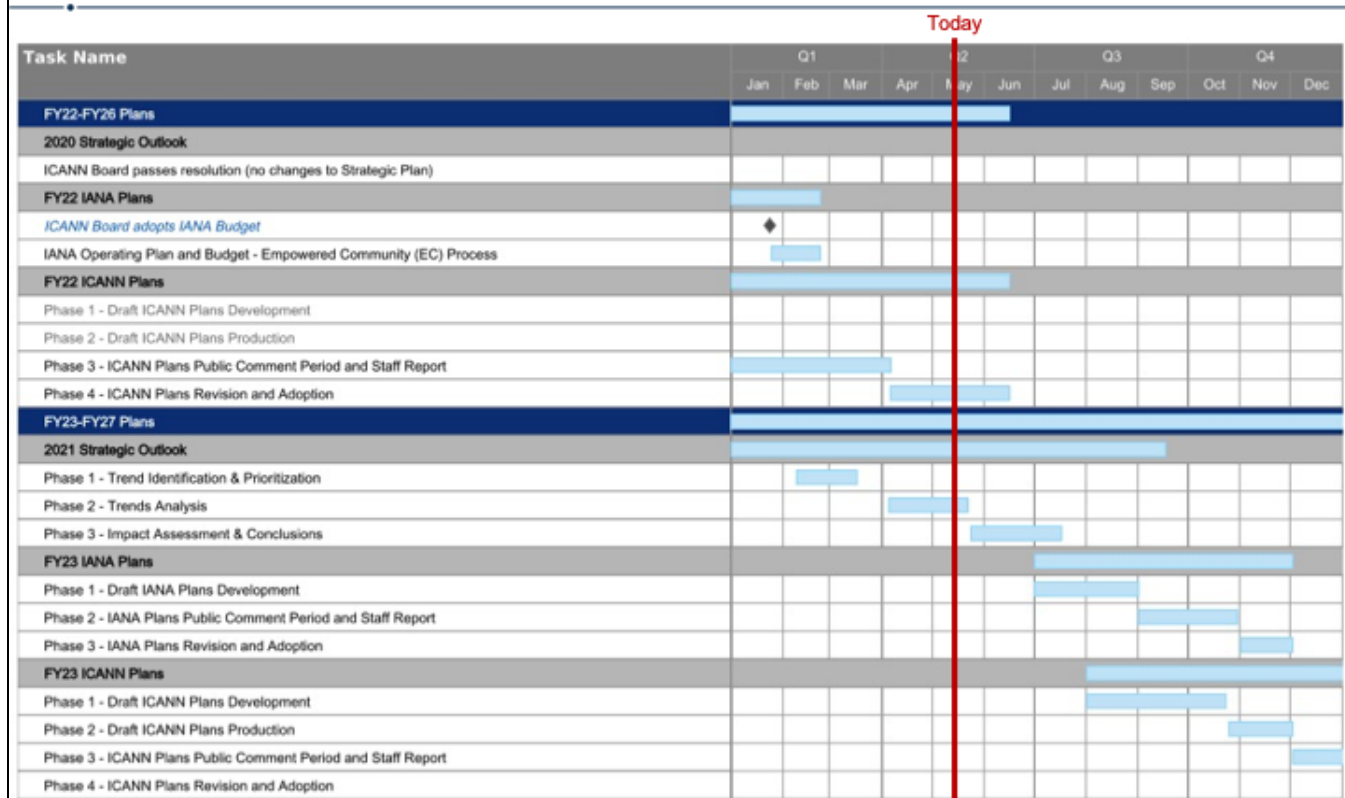 Today
Task Name
Q1 Q2 Q3 Q4
Jan Feb Mar Apr May Jun Jul Aug Sep Oct Nov Dec
FY22-FY26 Plans
2020 Strategic Outlook
ICANN Board passes resolution (no changes to Strategic Plan)
FY22 IANA Plans
ICANN Board adopts IANA Budget
IANA Operating Plan and Budget - Empowered Community (EC) Process
FY22 ICANN Plans
Phase 1 - Draft ICANN Plans Development
Phase 2 - Draft ICANN Plans Production
Phase 3 - ICANN Plans Public Comment Period and Staff Report
Phase 4 - ICANN Plans Revision and Adoption
FY23-FY27 Plans
2021 Strategic Outlook
Phase 1 - Trend Identification & Prioritization
Phase 2 - Trends Analysis
Phase 3 - Impact Assessment & Conclusions
FY23 IANA Plans
Phase 1 - Draft IANA Plans Development
Phase 2 - IANA Plans Public Comment Period and Staff Report
Phase 3 - IANA Plans Revision and Adoption
FY23 ICANN Plans
Phase 1 - Draft ICANN Plans Development
Phase 2 - Draft ICANN Plans Production
Phase 3 - ICANN Plans Public Comment Period and Staff Report
Phase 4 - ICANN Plans Revision and Adoption